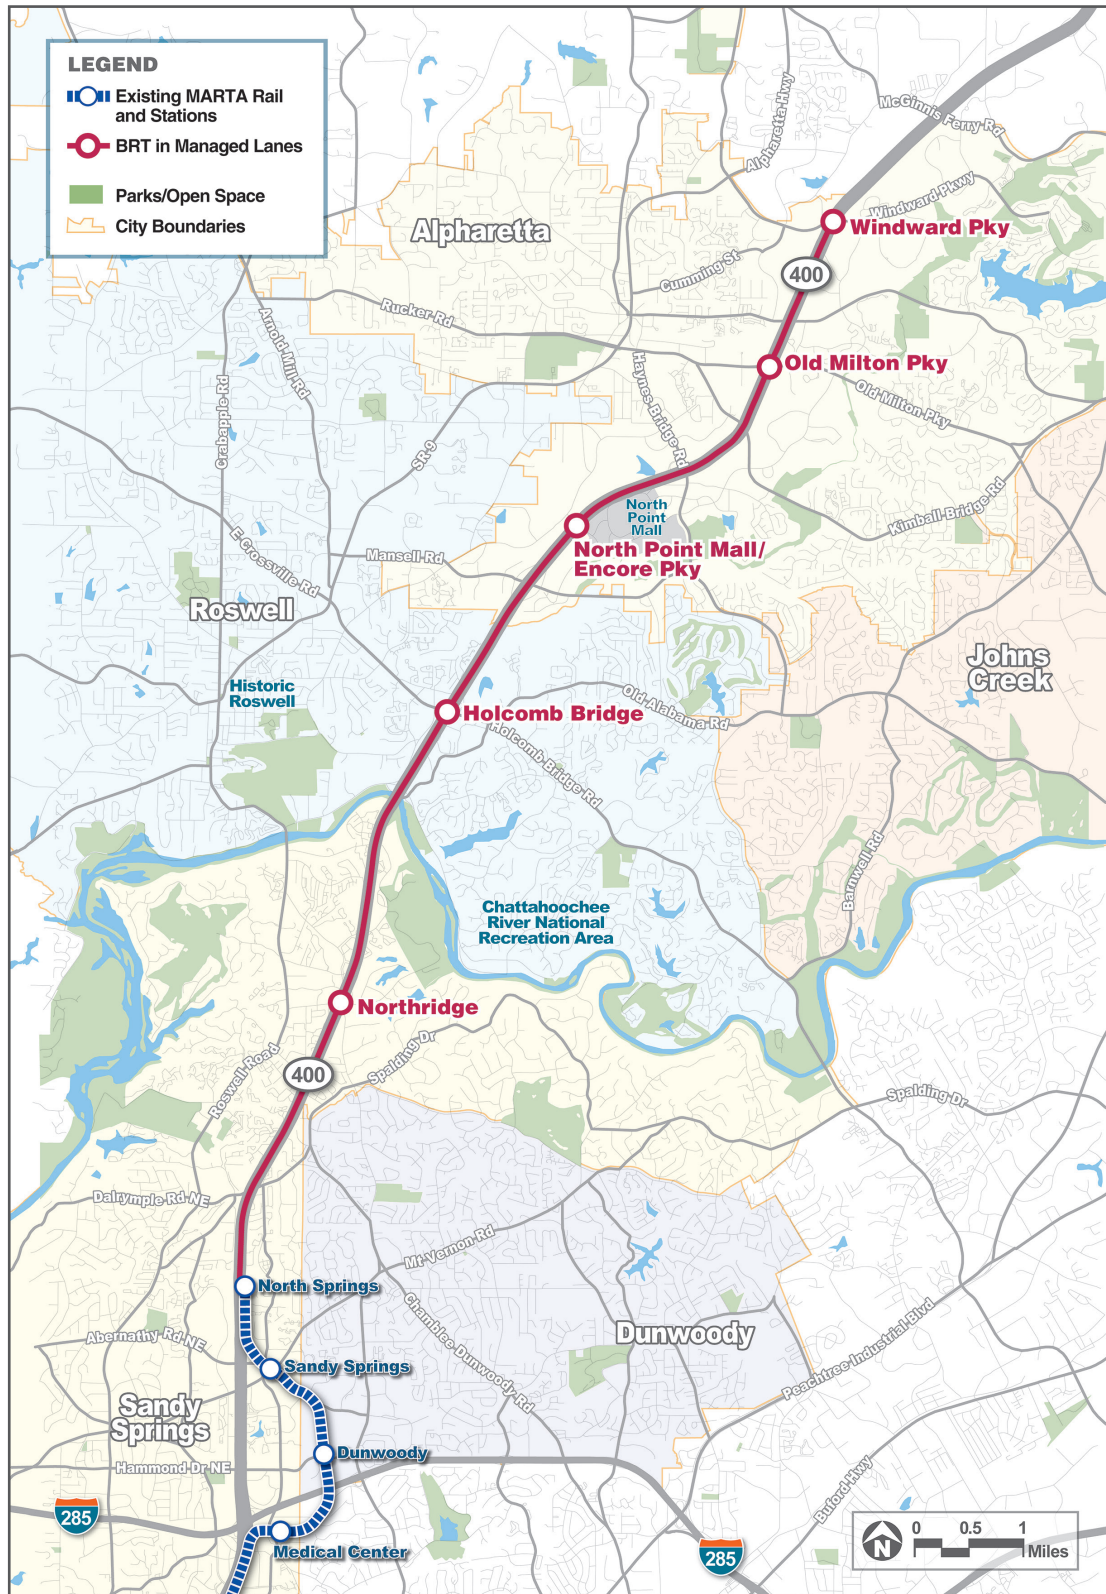 LEGEND
Existing MARTA Rail
and Stations
BRT in Managed Lanes
Parks/Open Space
City Boundaries
McGinnis Ferry Rd
Alpharetta Hwy
Windward Pkwy
Windward Pky
Alpharetta
400
Cumming St
Rucker Rd
Arnold Mill Rd
Haynes Bridge Rd
Old Milton Pky
Old Milton Pky
Crabapple Rd
SR 9
Kimball Bridge Rd
North
Point
Mall
North Point Mall/
Encore Pky
E Crossville Rd
Mansell Rd
Roswell
Johns
Creek
Historic
Roswell
Old Alabama Rd
Holcomb Bridge
Holcomb Bridge Rd
Barnwell Rd
Chattahoochee
River National
Recreation Area
Northridge
Roswell Road
Spalding Dr
400
Spalding Dr
Dalrymple Rd NE
Mt Vernon Rd
North Springs
Chamblee Dunwoody Rd
Dunwoody
Peachtree Industrial Blvd
Abernathy Rd NE
Sandy Springs
Sandy
Springs
Dunwoody
Hammond Dr NE
Buford Hwy
285
Medical Center
285
N
0 0.5 1
Miles